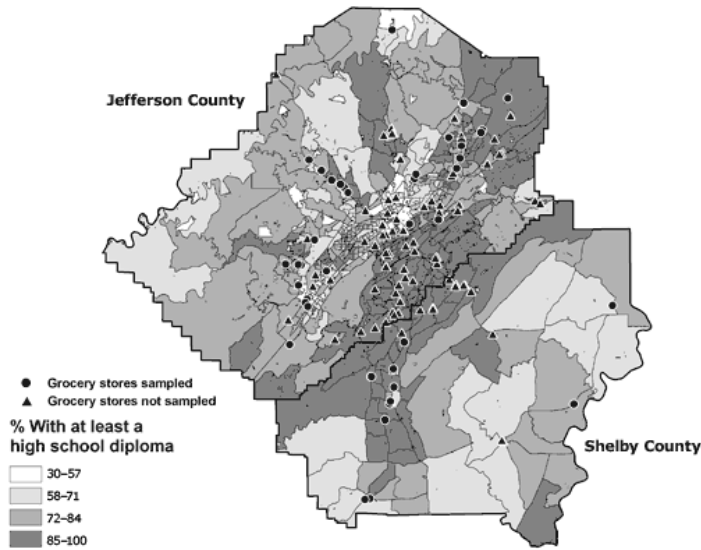 Jefferson County
Grocery stores sampled
Grocery stores not sampled
% With at least a
high school diploma
30–57
58–71
72–84
85–100
Shelby County